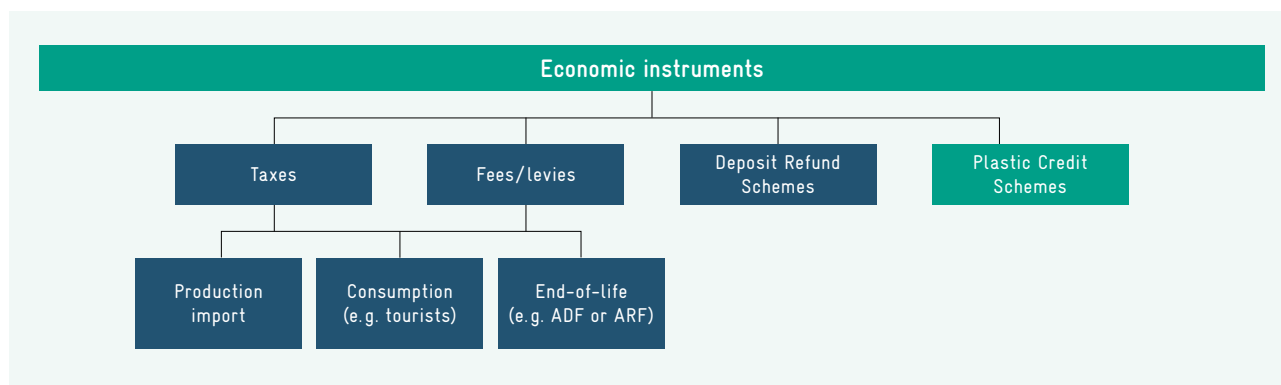 Economic instruments
Taxes
Fees/levies
Deposit Refund
Schemes
Plastic Credit
Schemes
Production
import
Consumption
(e.g. tourists)
End-of-life
(e.g. ADF or ARF)